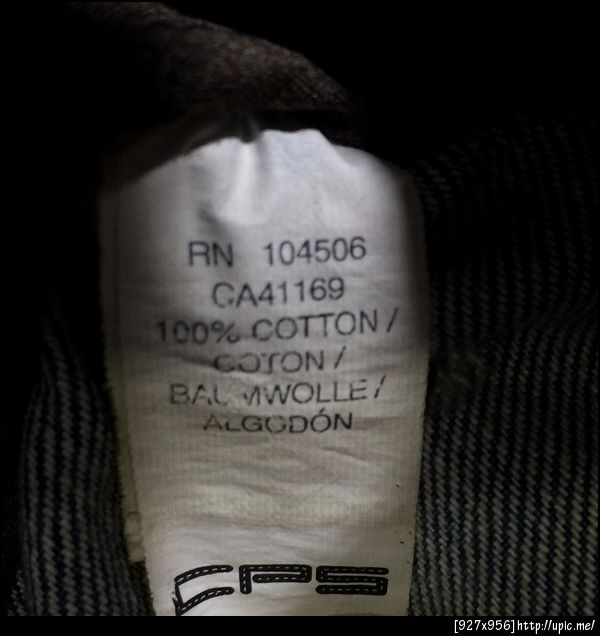 RN 104506
CA41169
100% COTTON /
COTON /
BAUMWOLLE /
ALGODÓN
CPS
[927x956]http://upic.me/